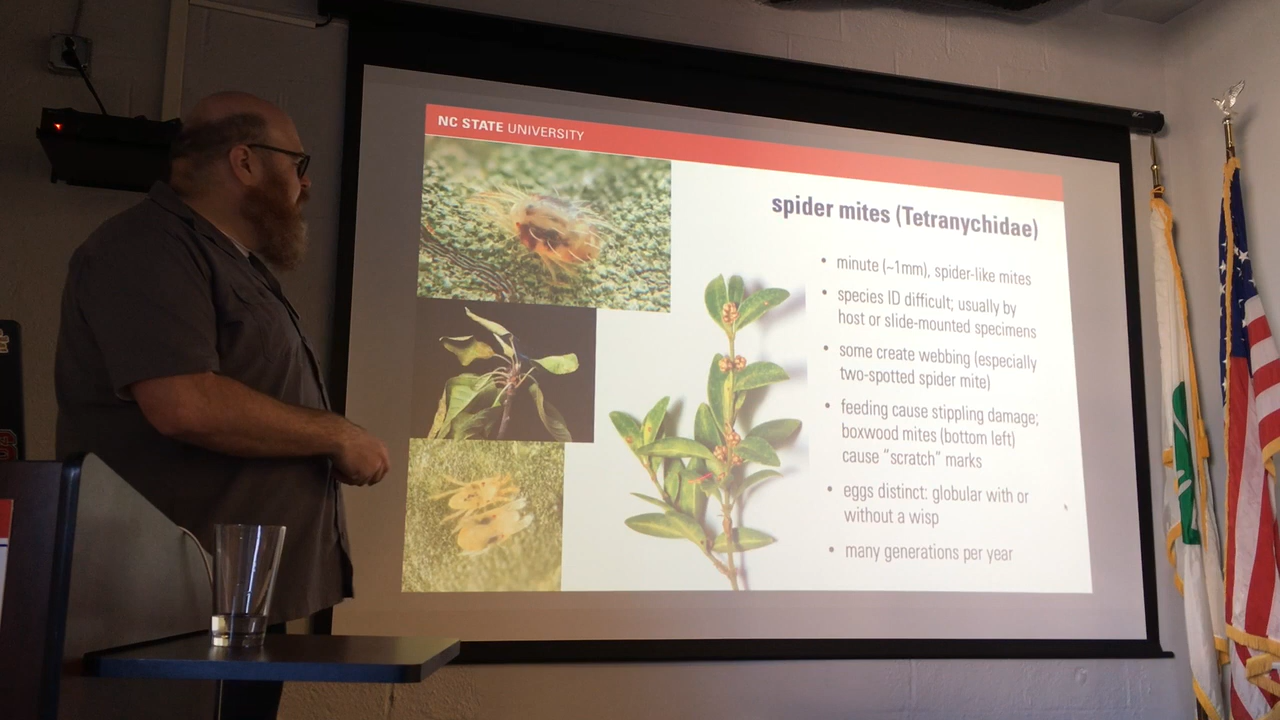 NC STATE UNIVERSITY
spider mites (Tetranychidae)
• minute (~1mm), spider-like mites
• species ID difficult; usually by
host or slide-mounted specimens
• some create webbing (especially
two-spotted spider mite)
• feeding cause stippling damage;
boxwood mites (bottom left)
cause “scratch” marks
• eggs distinct: globular with or
without a wisp
• many generations per year